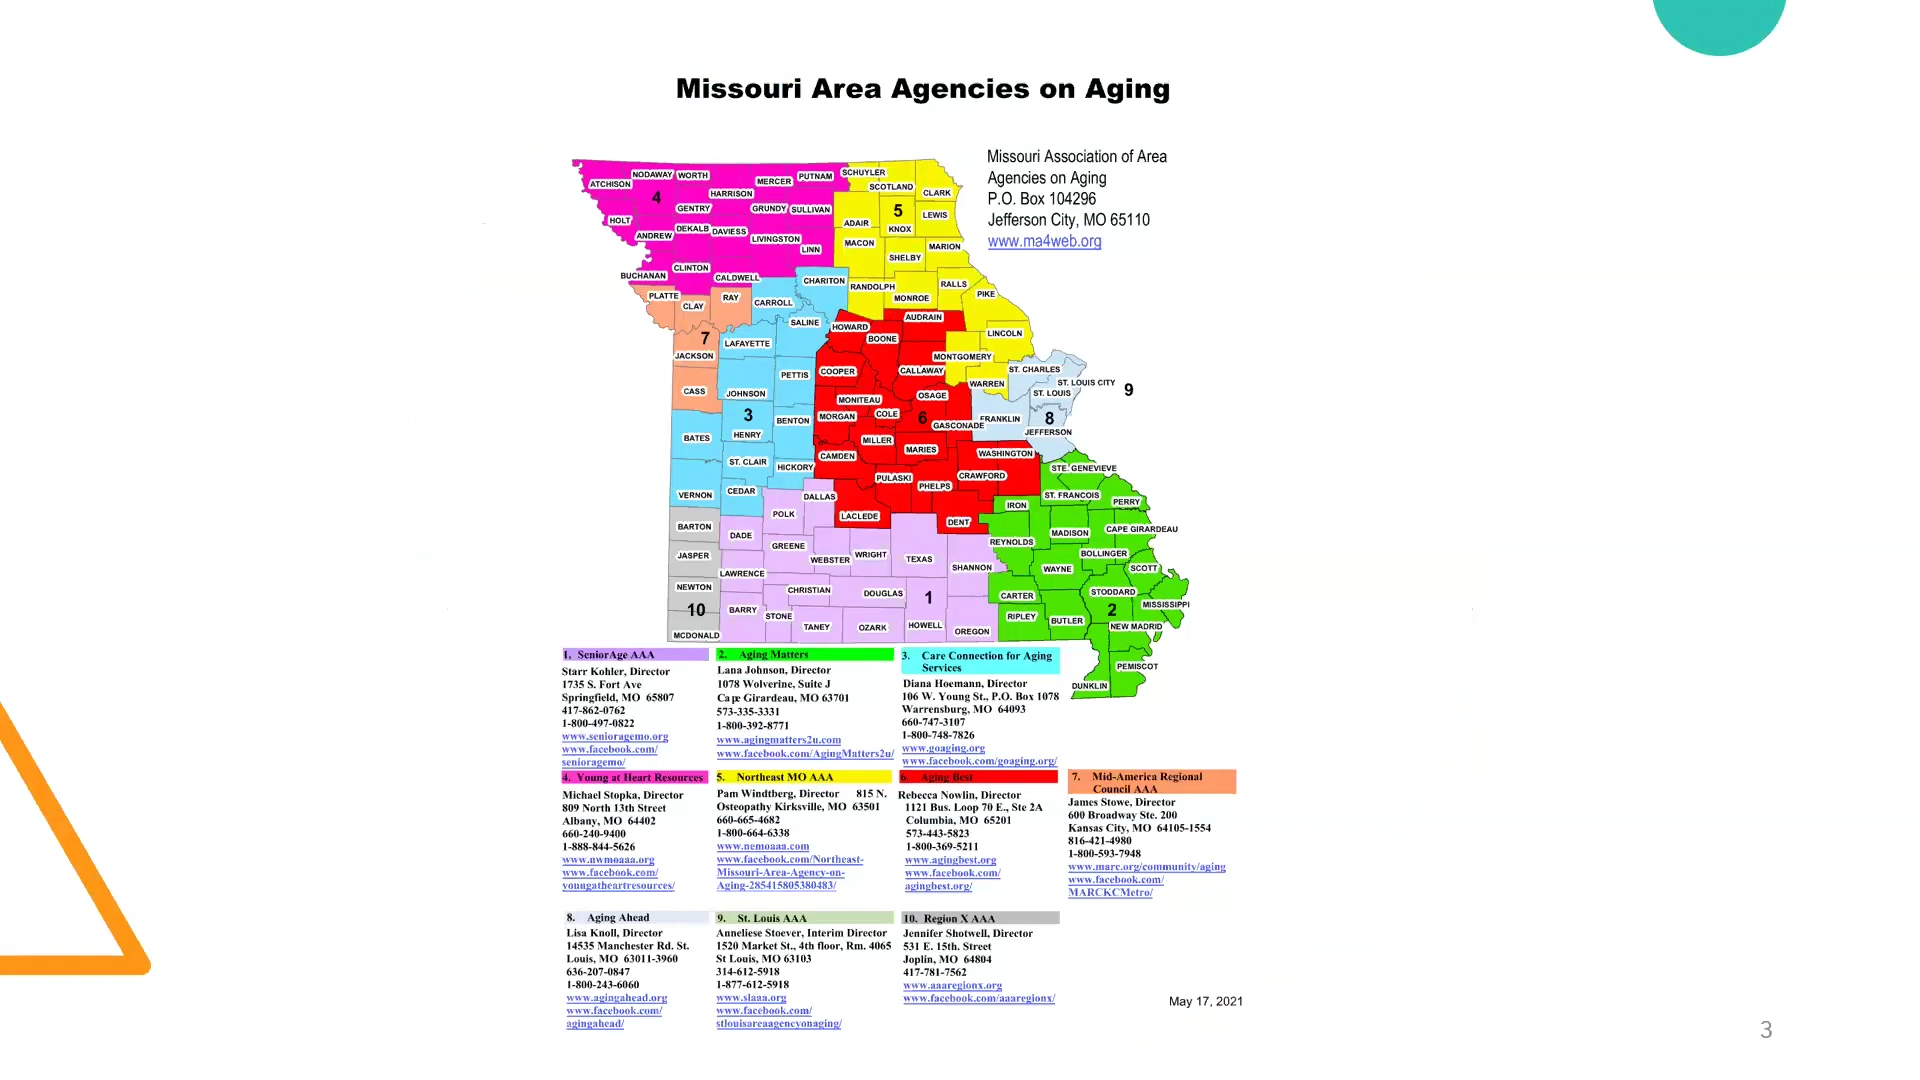 Missouri Area Agencies on Aging
Missouri Association of Area
Agencies on Aging
P.O. Box 104296
Jefferson City, MO 65110
www.ma4web.org
NODAWAY WORTH
ATCHISON
MERCER PUTNAM
SCHUYLER
SCOTLAND
CLARK
HARRISON
4
GENTRY
GRUNDY SULLIVAN
5
LEWIS
HOLT
ADAIR
KNOX
DEKALB DAVIESS
ANDREW
LIVINGSTON
LINN
MACON
MARION
SHELBY
CLINTON
BUCHANAN
CALDWELL
CHARITON
RANDOLPH
RALLS
PIKE
PLATTE
CLAY
RAY
CARROLL
MONROE
AUDRAIN
SALINE
HOWARD
BOONE
LINCOLN
7
LAFAYETTE
JACKSON
MONTGOMERY
PETTIS
COOPER
CALLAWAY
ST. CHARLES
WARREN
ST. LOUIS CITY
9
CASS
JOHNSON
OSAGE
ST. LOUIS
MONITEAU
3
BENTON
MORGAN
COLE
6
GASCONADE
FRANKLIN
8
JEFFERSON
BATES
HENRY
MILLER
MARIES
WASHINGTON
CAMDEN
ST. CLAIR
HICKORY
STE. GENEVIEVE
PULASKI
PHELPS
CRAWFORD
VERNON
CEDAR
DALLAS
ST. FRANCOIS
PERRY
IRON
POLK
LACLEDE
DENT
BARTON
DADE
MADISON
CAPE GIRARDEAU
REYNOLDS
GREENE
JASPER
WEBSTER
WRIGHT
TEXAS
SHANNON
BOLLINGER
LAWRENCE
WAYNE
SCOTT
NEWTON
CHRISTIAN
DOUGLAS
1
CARTER
STODDARD
10
BARRY
STONE
2
MISSISSIPPI
RIPLEY
BUTLER
TANEY
OZARK
HOWELL
OREGON
NEW MADRID
MCDONALD
PEMISCOT
DUNKLIN
1. SeniorAge AAA
Starr Kohler, Director
1735 S. Fort Ave
Springfield, MO 65807
417-862-0762
1-800-497-0822
www.senioragemo.org
www.facebook.com/
senioragemo/
2. Aging Matters
Lana Johnson, Director
1078 Wolverine, Suite J
Cape Girardeau, MO 63701
573-335-3331
1-800-392-8771
www.agingmatters2u.com
www.facebook.com/AgingMatters2u/
3. Care Connection for Aging
Services
Diana Hoemann, Director
106 W. Young St., P.O. Box 1078
Warrensburg, MO 64093
660-747-3107
1-800-748-7826
www.goaging.org
www.facebook.com/goaging.org/
4. Young at Heart Resources
Michael Stopka, Director
809 North 13th Street
Albany, MO 64402
660-240-9400
1-888-844-5626
www.nwmoaaa.org
www.facebook.com/
youngatheartresources/
5. Northeast MO AAA
Pam Windtberg, Director 815 N.
Osteopathy Kirksville, MO 63501
660-665-4682
1-800-664-6338
www.nemoaaa.com
www.facebook.com/Northeast-
Missouri-Area-Agency-on-
Aging-285415805380483/
6. Aging Best
Rebecca Nowlin, Director
1121 Bus. Loop 70 E., Ste 2A
Columbia, MO 65201
573-443-5823
1-800-369-5211
www.agingbest.org
www.facebook.com/
agingbest.org/
7. Mid-America Regional
Council AAA
James Stowe, Director
600 Broadway Ste. 200
Kansas City, MO 64105-1554
816-421-4980
1-800-593-7948
www.marc.org/community/aging
www.facebook.com/
MARCKCMetro/
8. Aging Ahead
Lisa Knoll, Director
14535 Manchester Rd. St.
Louis, MO 63011-3960
636-207-0847
1-800-243-6060
www.agingahead.org
www.facebook.com/
agingahead/
9. St. Louis AAA
Anneliese Stoever, Interim Director
1520 Market St., 4th floor, Rm. 4065
St Louis, MO 63103
314-612-5918
1-877-612-5918
www.slaaa.org
www.facebook.com/
stlouisareaagencyonaging/
10. Region X AAA
Jennifer Shotwell, Director
531 E. 15th. Street
Joplin, MO 64804
417-781-7562
www.aaaregionx.org
www.facebook.com/aaaregionx/
May 17, 2021
3